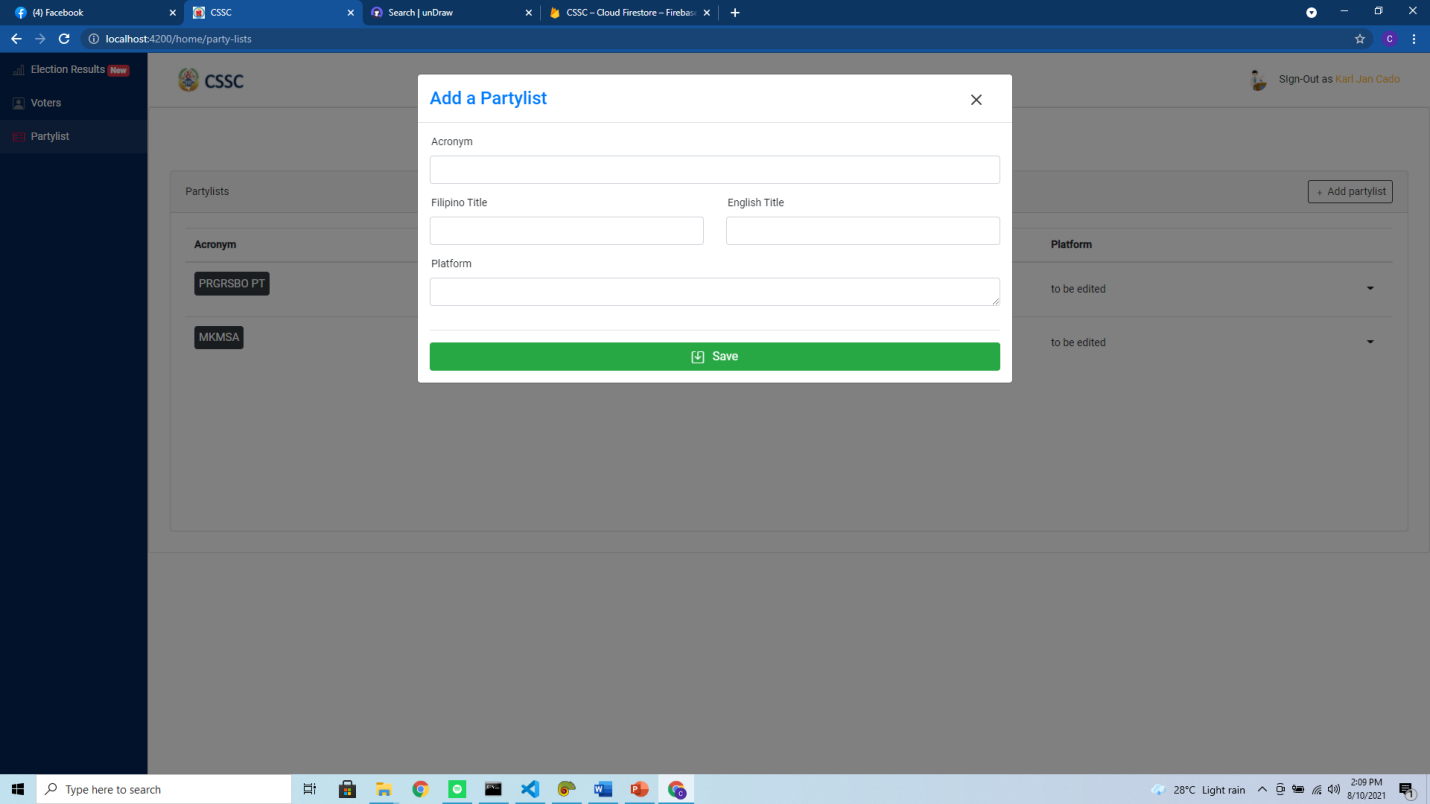 (4) Facebook
CSSC
Search | unDraw
CSSC – Cloud Firestore – Firebase
localhost:4200/home/party-lists
C
Election Results New
Voters
Partylist
CSSC
Sign-Out as Karl Jan Cado
Add a Partylist
Acronym
Filipino Title
English Title
Platform
Save
Partylists
+ Add partylist
Acronym
Platform
PRGRSBO PT
to be edited
MKMSA
to be edited
Type here to search
28°C Light rain
2:09 PM
8/10/2021
1